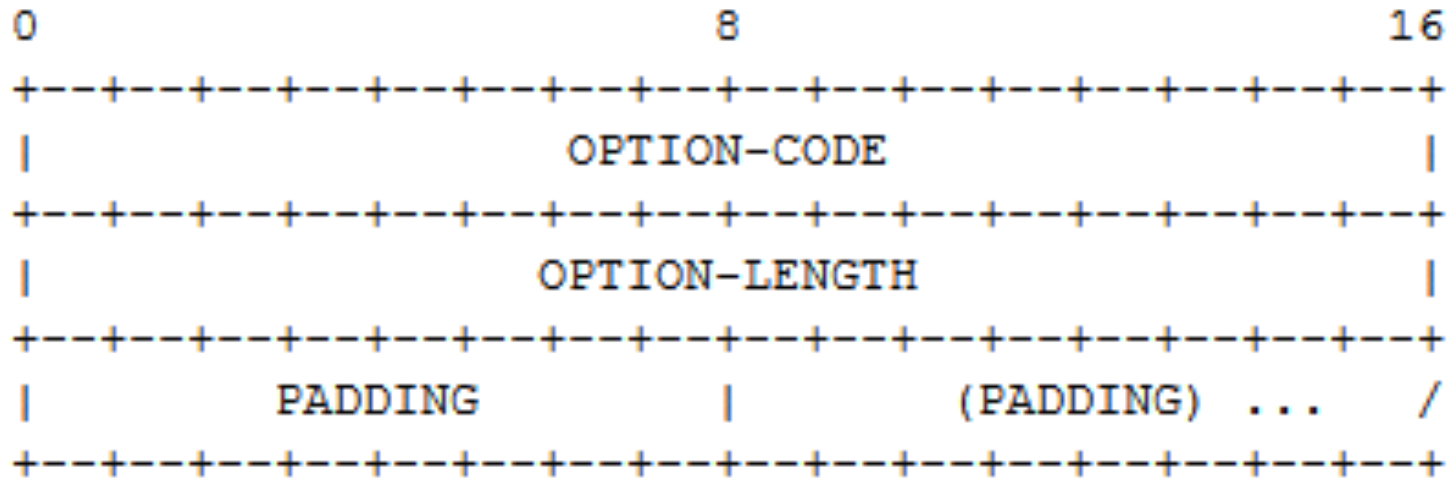 0                       8                      16
+--+--+--+--+--+--+--+--+--+--+--+--+--+--+--+--+
|                  OPTION-CODE                  |
+--+--+--+--+--+--+--+--+--+--+--+--+--+--+--+--+
|                 OPTION-LENGTH                 |
+--+--+--+--+--+--+--+--+--+--+--+--+--+--+--+--+
|        PADDING        |       (PADDING) ...   /
+--+--+--+--+--+--+--+--+--+--+--+--+--+--+--+--+